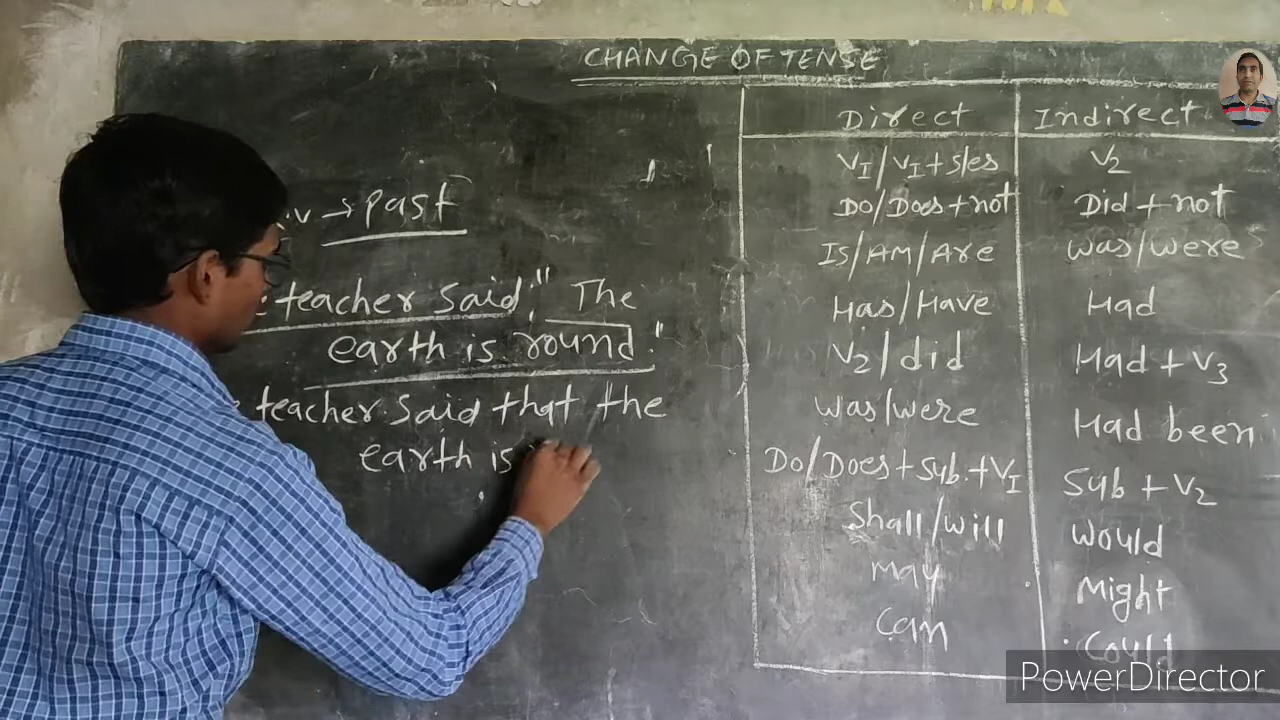 CHANGE OF TENSE
iv → Past
teacher said," The
earth is round."
teacher said that the
earth is
Direct Indirect
V1/V1+s/es V2
Do/Does+not Did+not
Is/Am/Are was/were
Has/Have Had
V2/did Had+V3
was/were Had been
Do/Does+Sub.+V1 Sub+V2
Shall/will would
May Might
Can Could
PowerDirector